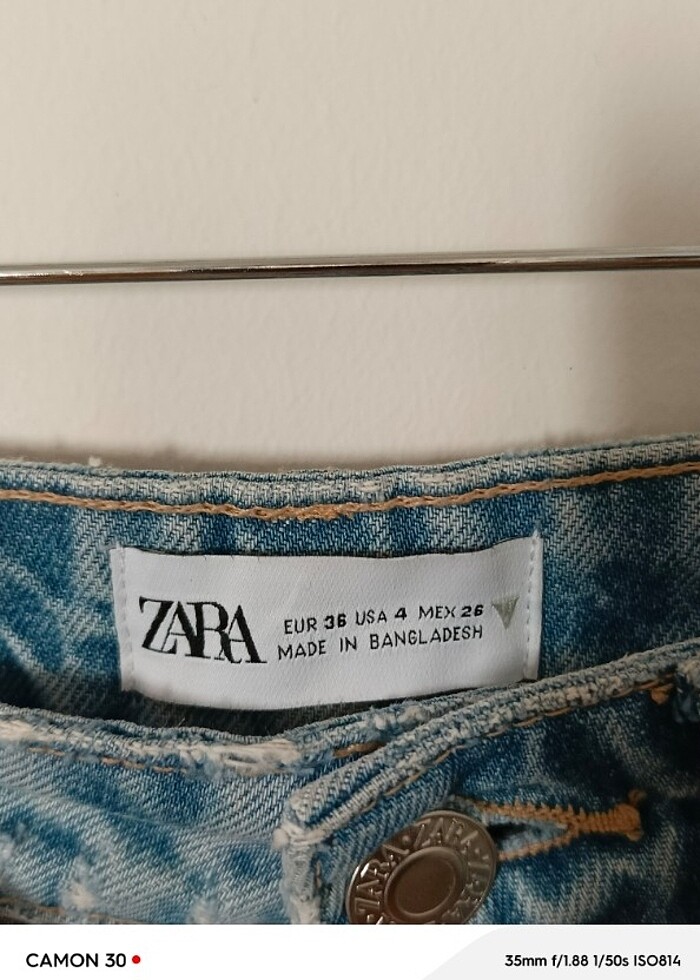 ZARA
EUR 36 USA 4 MEX 26
MADE IN BANGLADESH
ZARA · ZARA
CAMON 30
35mm f/1.88 1/50s ISO814